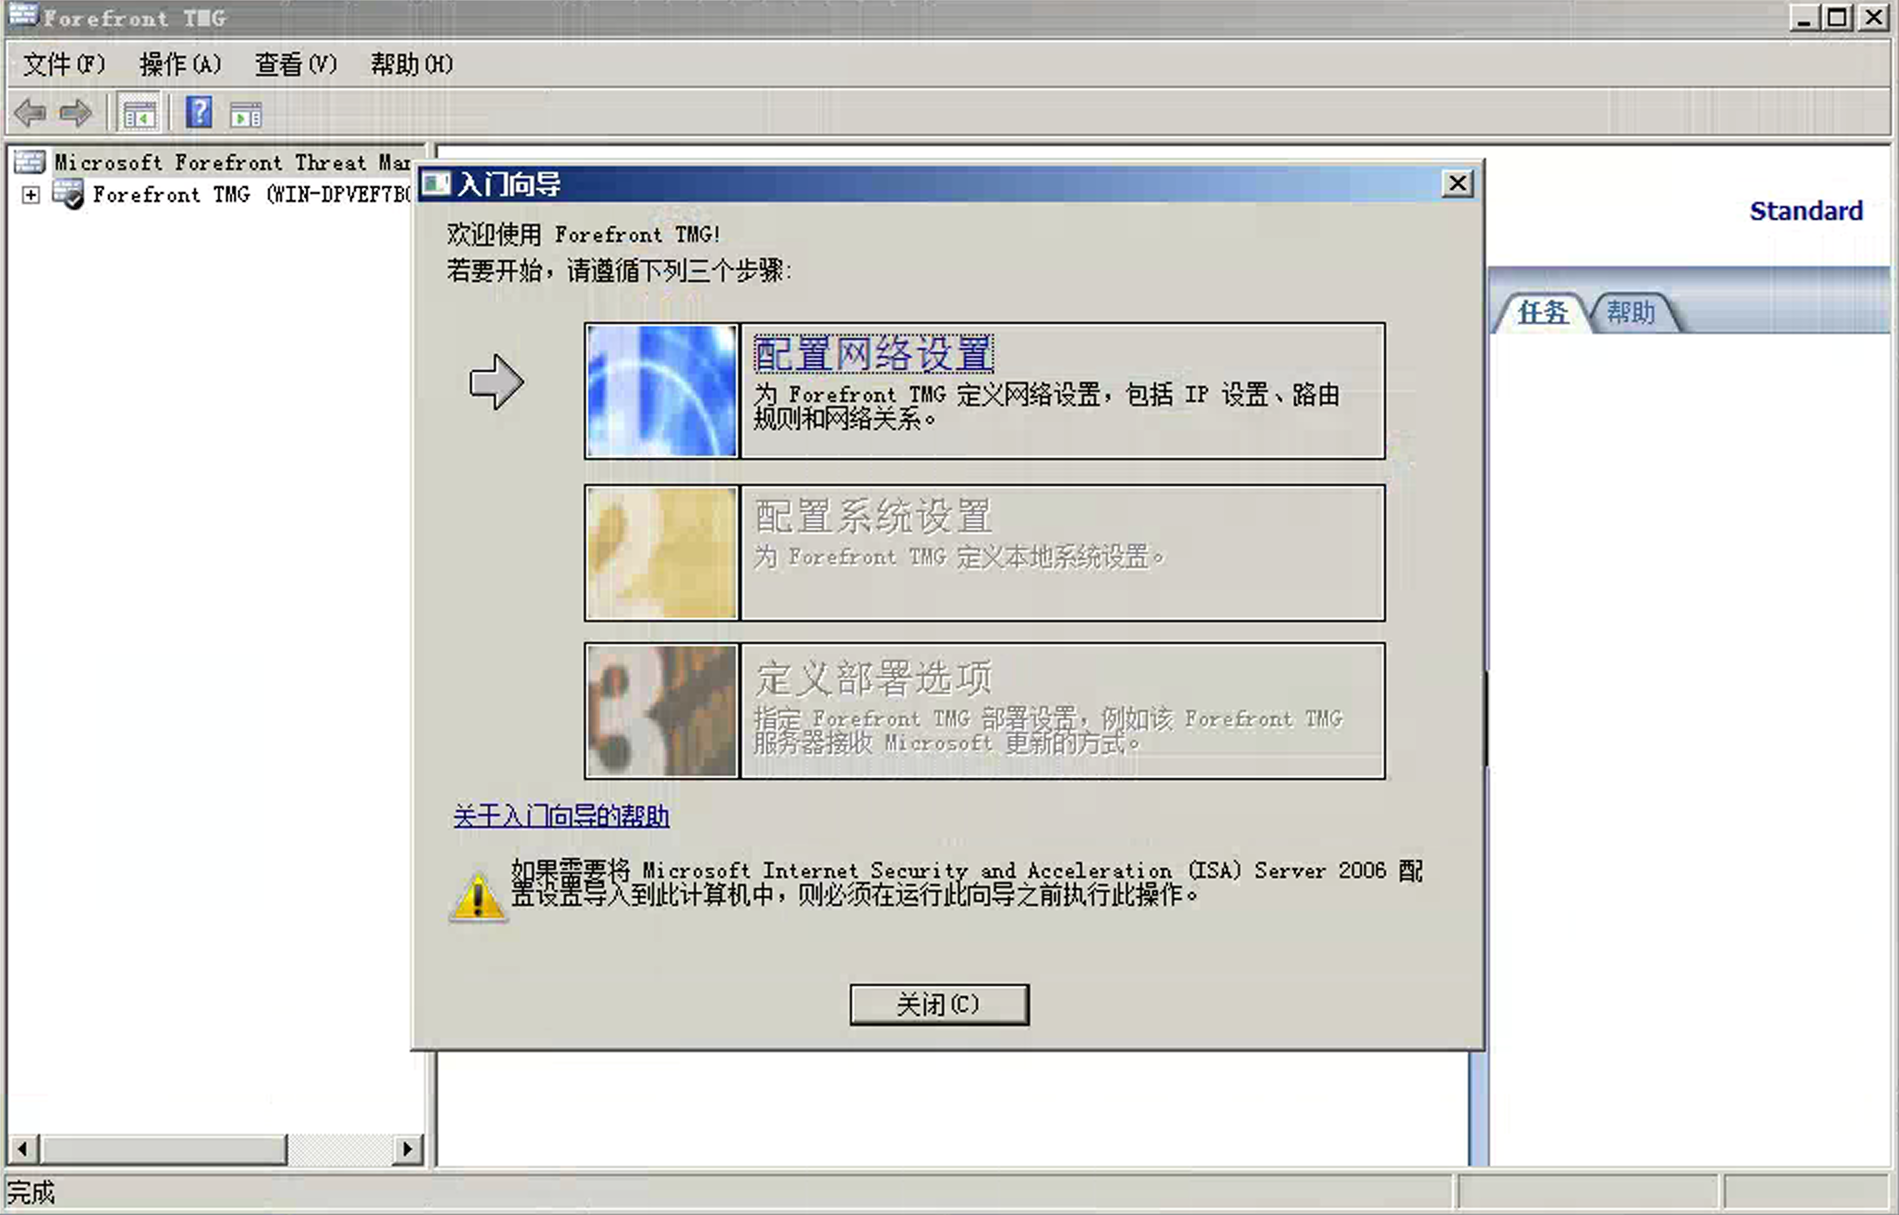 Forefront TMG
文件(F) 操作(A) 查看(V) 帮助(H)
Microsoft Forefront Threat Mar
Forefront TMG (WIN-DPVEF7B
入门向导
欢迎使用 Forefront TMG!
若要开始，请遵循下列三个步骤:
配置网络设置
为 Forefront TMG 定义网络设置，包括 IP 设置、路由
规则和网络关系。
配置系统设置
为 Forefront TMG 定义本地系统设置。
定义部署选项
指定 Forefront TMG 部署设置，例如该 Forefront TMG
服务器接收 Microsoft 更新的方式。
关于入门向导的帮助
如果需要将 Microsoft Internet Security and Acceleration (ISA) Server 2006 配
置设置导入到此计算机中，则必须在运行此向导之前执行此操作。
关闭(C)
Standard
任务 帮助
完成